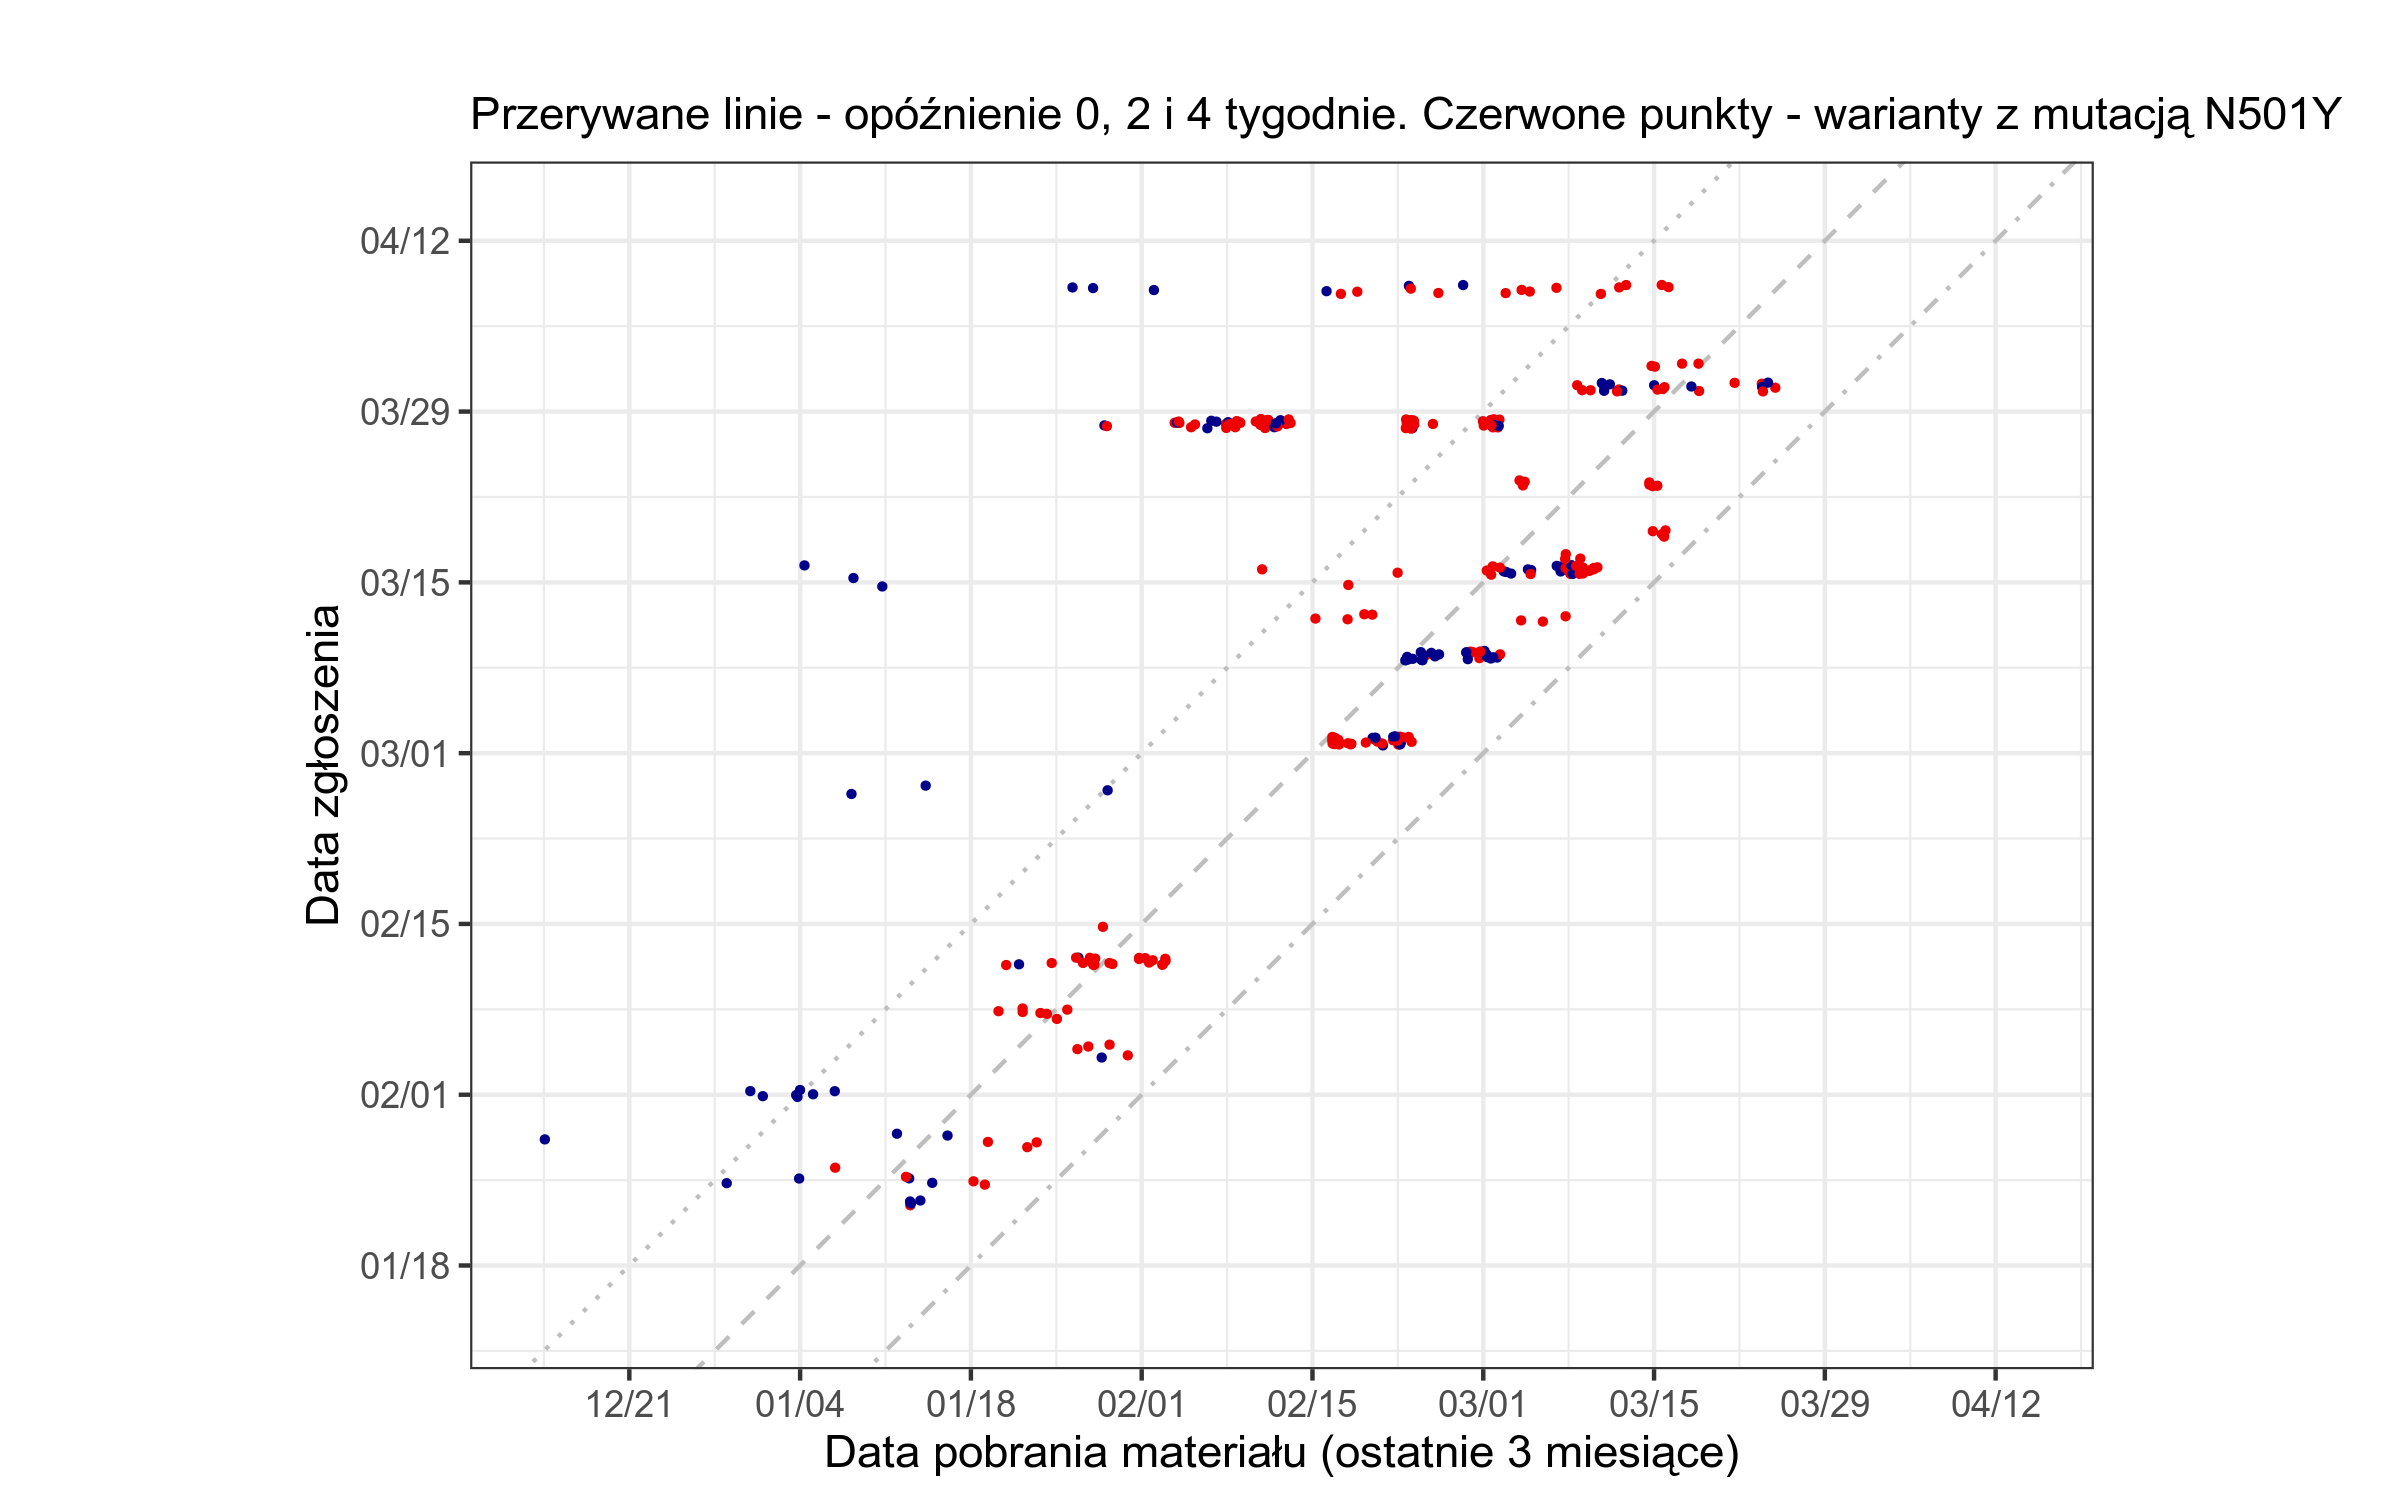 Przerywane linie - opóźnienie 0, 2 i 4 tygodnie. Czerwone punkty - warianty z mutacją N501Y
04/12
03/29
03/15
03/01
02/15
02/01
01/18
Data zgłoszenia
12/21 01/04 01/18 02/01 02/15 03/01 03/15 03/29 04/12
Data pobrania materiału (ostatnie 3 miesiące)